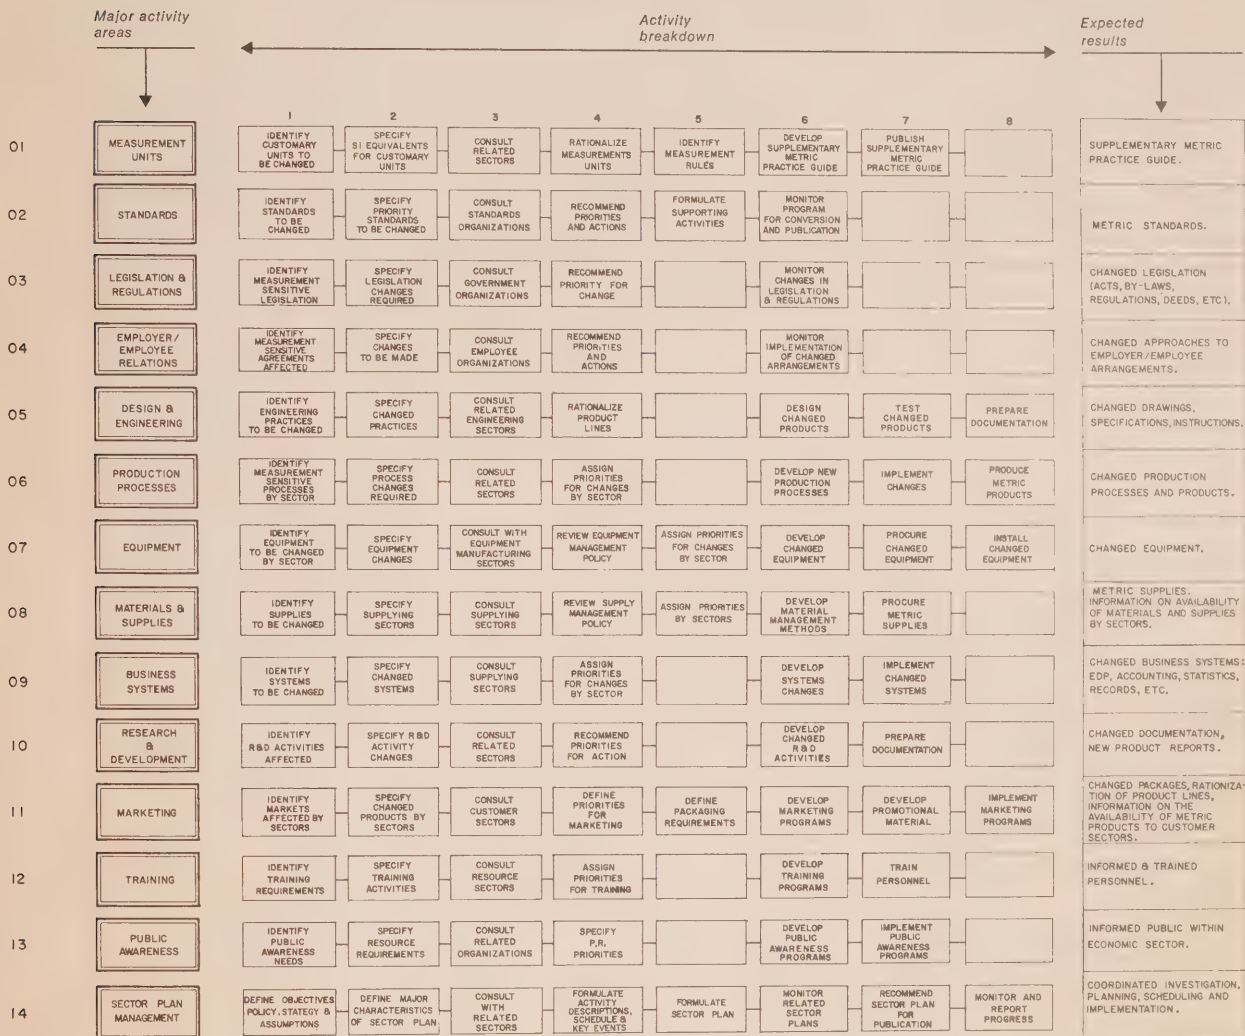 Major activity
areas
Activity
breakdown
Expected
results
1 2 3 4 5 6 7 8
01
MEASUREMENT
UNITS
IDENTIFY
CUSTOMARY
UNITS TO
BE CHANGED
SPECIFY
SI EQUIVALENTS
FOR CUSTOMARY
UNITS
CONSULT
RELATED
SECTORS
RATIONALIZE
MEASUREMENTS
UNITS
IDENTIFY
MEASUREMENT
RULES
DEVELOP
SUPPLEMENTARY
METRIC
PRACTICE GUIDE
PUBLISH
SUPPLEMENTARY
METRIC
PRACTICE GUIDE
SUPPLEMENTARY METRIC
PRACTICE GUIDE.
02
STANDARDS
IDENTIFY
STANDARDS
TO BE
CHANGED
SPECIFY
PRIORITY
STANDARDS
TO BE CHANGED
CONSULT
STANDARDS
ORGANIZATIONS
RECOMMEND
PRIORITIES
AND ACTIONS
FORMULATE
SUPPORTING
ACTIVITIES
MONITOR
PROGRAM
FOR CONVERSION
AND PUBLICATION
METRIC STANDARDS.
03
LEGISLATION &
REGULATIONS
IDENTIFY
MEASUREMENT
SENSITIVE
LEGISLATION
SPECIFY
LEGISLATION
CHANGES
REQUIRED
CONSULT
GOVERNMENT
ORGANIZATIONS
RECOMMEND
PRIORITY FOR
CHANGE
MONITOR
CHANGES IN
LEGISLATION
& REGULATIONS
CHANGED LEGISLATION
(ACTS, BY-LAWS,
REGULATIONS, DEEDS, ETC).
04
EMPLOYER/
EMPLOYEE
RELATIONS
IDENTIFY
MEASUREMENT
SENSITIVE
AGREEMENTS
AFFECTED
SPECIFY
CHANGES
TO BE MADE
CONSULT
EMPLOYEE
ORGANIZATIONS
RECOMMEND
PRIORITIES
AND
ACTIONS
MONITOR
IMPLEMENTATION
OF CHANGED
ARRANGEMENTS
CHANGED APPROACHES TO
EMPLOYER/EMPLOYEE
ARRANGEMENTS.
05
DESIGN &
ENGINEERING
IDENTIFY
ENGINEERING
PRACTICES
TO BE CHANGED
SPECIFY
CHANGED
PRACTICES
CONSULT
RELATED
ENGINEERING
SECTORS
RATIONALIZE
PRODUCT
LINES
DESIGN
CHANGED
PRODUCTS
TEST
CHANGED
PRODUCTS
PREPARE
DOCUMENTATION
CHANGED DRAWINGS,
SPECIFICATIONS, INSTRUCTIONS.
06
PRODUCTION
PROCESSES
IDENTIFY
MEASUREMENT
SENSITIVE
PROCESSES
BY SECTOR
SPECIFY
PROCESS
CHANGES
REQUIRED
CONSULT
RELATED
SECTORS
ASSIGN
PRIORITIES
FOR CHANGES
BY SECTOR
DEVELOP NEW
PRODUCTION
PROCESSES
IMPLEMENT
CHANGES
PRODUCE
METRIC
PRODUCTS
CHANGED PRODUCTION
PROCESSES AND PRODUCTS.
07
EQUIPMENT
IDENTIFY
EQUIPMENT
TO BE CHANGED
BY SECTOR
SPECIFY
EQUIPMENT
CHANGES
CONSULT WITH
EQUIPMENT
MANUFACTURING
SECTORS
REVIEW EQUIPMENT
MANAGEMENT
POLICY
ASSIGN PRIORITIES
FOR CHANGES
BY SECTOR
DEVELOP
CHANGED
EQUIPMENT
PROCURE
CHANGED
EQUIPMENT
INSTALL
CHANGED
EQUIPMENT
CHANGED EQUIPMENT.
08
MATERIALS &
SUPPLIES
IDENTIFY
SUPPLIES
TO BE CHANGED
SPECIFY
SUPPLYING
SECTORS
CONSULT
SUPPLYING
SECTORS
REVIEW SUPPLY
MANAGEMENT
POLICY
ASSIGN PRIORITIES
BY SECTORS
DEVELOP
MATERIAL
MANAGEMENT
METHODS
PROCURE
METRIC
SUPPLIES
METRIC SUPPLIES.
INFORMATION ON AVAILABILITY
OF MATERIALS AND SUPPLIES
BY SECTORS.
09
BUSINESS
SYSTEMS
IDENTIFY
SYSTEMS
TO BE CHANGED
SPECIFY
CHANGED
SYSTEMS
CONSULT
SUPPLYING
SECTORS
ASSIGN
PRIORITIES
FOR CHANGES
BY SECTOR
DEVELOP
SYSTEMS
CHANGES
IMPLEMENT
CHANGED
SYSTEMS
CHANGED BUSINESS SYSTEMS:
EDP, ACCOUNTING, STATISTICS,
RECORDS, ETC.
10
RESEARCH
&
DEVELOPMENT
IDENTIFY
R&D ACTIVITIES
AFFECTED
SPECIFY R&D
ACTIVITY
CHANGES
CONSULT
RELATED
SECTORS
RECOMMEND
PRIORITIES
FOR ACTION
DEVELOP
CHANGED
R & D
ACTIVITIES
PREPARE
DOCUMENTATION
CHANGED DOCUMENTATION,
NEW PRODUCT REPORTS.
11
MARKETING
IDENTIFY
MARKETS
AFFECTED BY
SECTORS
SPECIFY
CHANGED
PRODUCTS BY
SECTORS
CONSULT
CUSTOMER
SECTORS
DEFINE
PRIORITIES
FOR
MARKETING
DEFINE
PACKAGING
REQUIREMENTS
DEVELOP
MARKETING
PROGRAMS
DEVELOP
PROMOTIONAL
MATERIAL
IMPLEMENT
MARKETING
PROGRAMS
CHANGED PACKAGES, RATIONIZA-
TION OF PRODUCT LINES,
INFORMATION ON THE
AVAILABILITY OF METRIC
PRODUCTS TO CUSTOMER
SECTORS.
12
TRAINING
IDENTIFY
TRAINING
REQUIREMENTS
SPECIFY
TRAINING
ACTIVITIES
CONSULT
RESOURCE
SECTORS
ASSIGN
PRIORITIES
FOR TRAINING
DEVELOP
TRAINING
PROGRAMS
TRAIN
PERSONNEL
INFORMED & TRAINED
PERSONNEL.
13
PUBLIC
AWARENESS
IDENTIFY
PUBLIC
AWARENESS
NEEDS
SPECIFY
RESOURCE
REQUIREMENTS
CONSULT
RELATED
ORGANIZATIONS
SPECIFY
P.R.
PRIORITIES
DEVELOP
PUBLIC
AWARENESS
PROGRAMS
IMPLEMENT
PUBLIC
AWARENESS
PROGRAMS
INFORMED PUBLIC WITHIN
ECONOMIC SECTOR.
14
SECTOR PLAN
MANAGEMENT
DEFINE OBJECTIVES
POLICY, STATEGY &
ASSUMPTIONS
DEFINE MAJOR
CHARACTERISTICS
OF SECTOR PLAN
CONSULT
WITH
RELATED
SECTORS
FORMULATE
ACTIVITY
DESCRIPTIONS,
SCHEDULE &
KEY EVENTS
FORMULATE
SECTOR PLAN
MONITOR
RELATED
SECTOR
PLANS
RECOMMEND
SECTOR PLAN
FOR
PUBLICATION
MONITOR AND
REPORT
PROGRESS
COORDINATED INVESTIGATION,
PLANNING, SCHEDULING AND
IMPLEMENTATION.